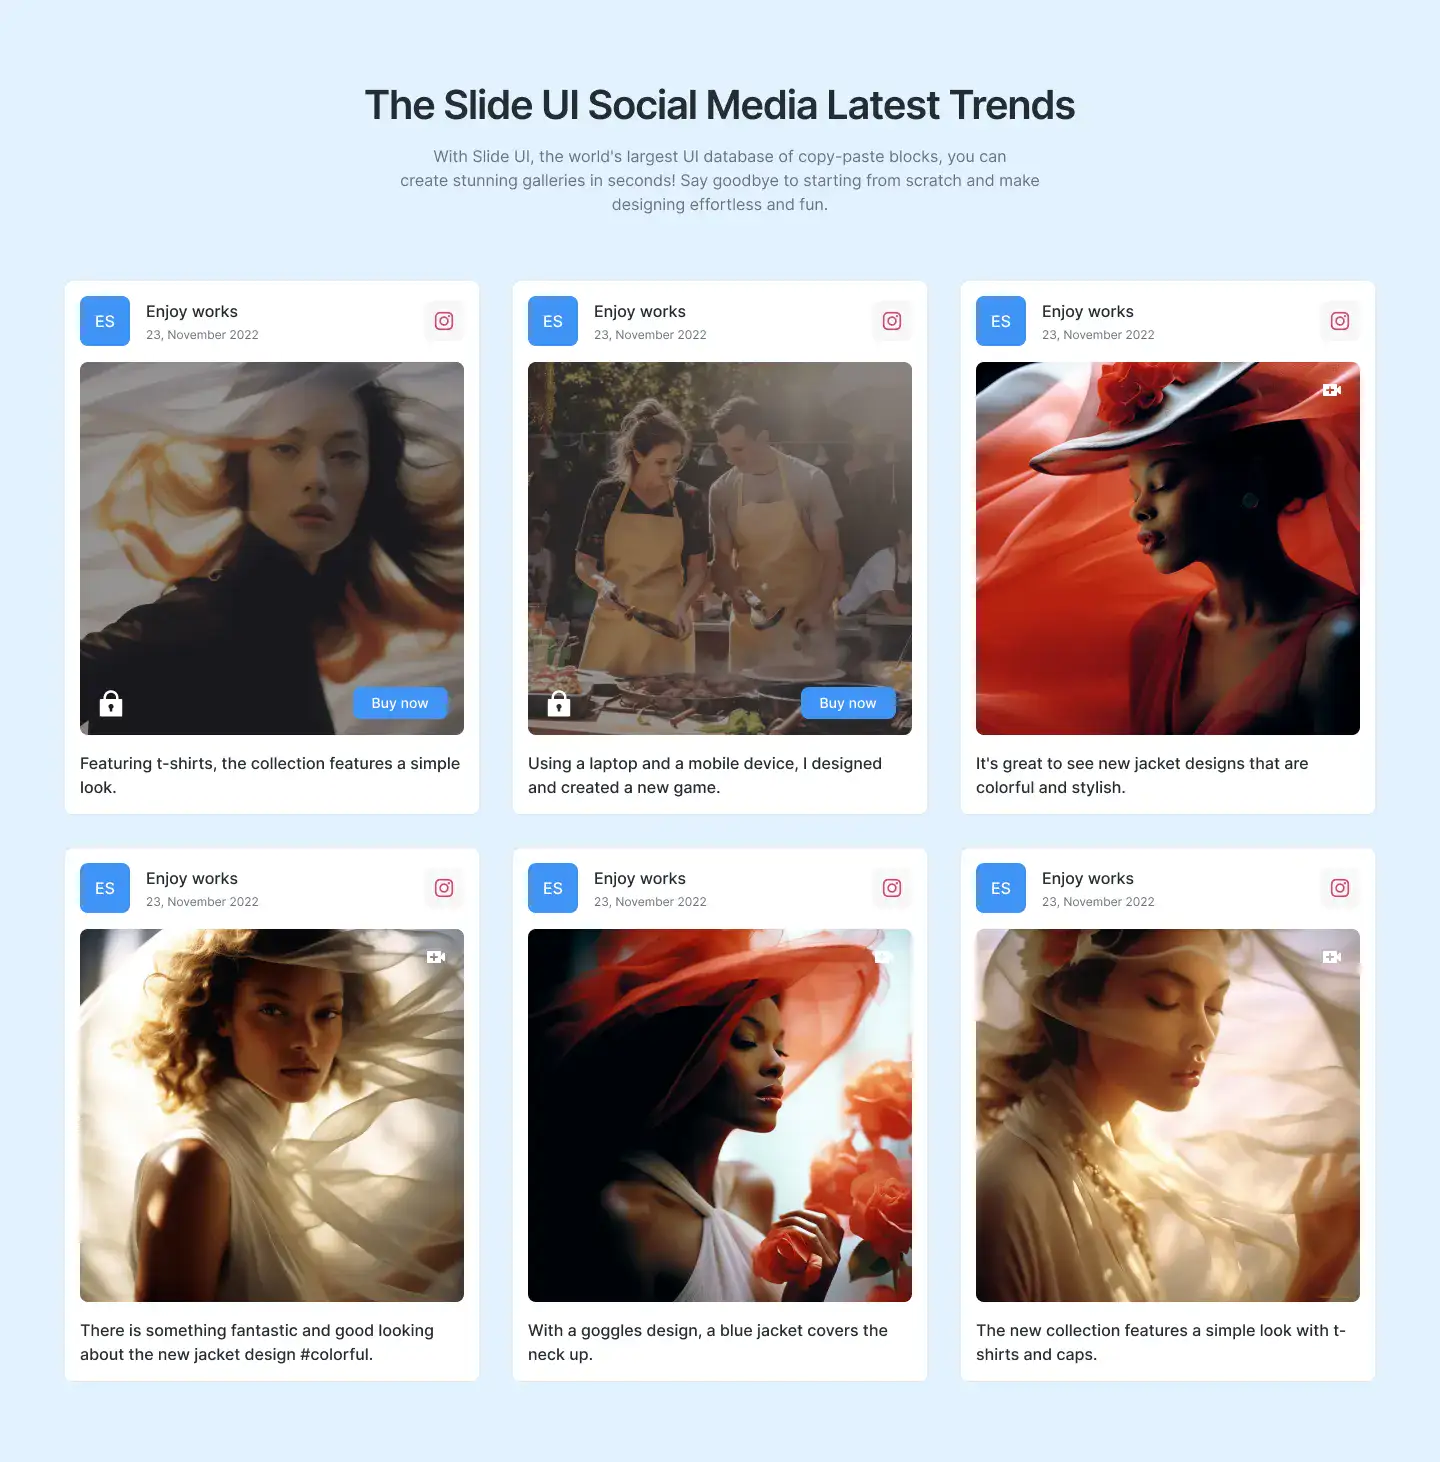 The Slide UI Social Media Latest Trends
With Slide UI, the world's largest UI database of copy-paste blocks, you can
create stunning galleries in seconds! Say goodbye to starting from scratch and make
designing effortless and fun.
ES
Enjoy works
23, November 2022
Buy now
Featuring t-shirts, the collection features a simple
look.
ES
Enjoy works
23, November 2022
Buy now
Using a laptop and a mobile device, I designed
and created a new game.
ES
Enjoy works
23, November 2022
It's great to see new jacket designs that are
colorful and stylish.
ES
Enjoy works
23, November 2022
There is something fantastic and good looking
about the new jacket design #colorful.
ES
Enjoy works
23, November 2022
With a goggles design, a blue jacket covers the
neck up.
ES
Enjoy works
23, November 2022
The new collection features a simple look with t-
shirts and caps.